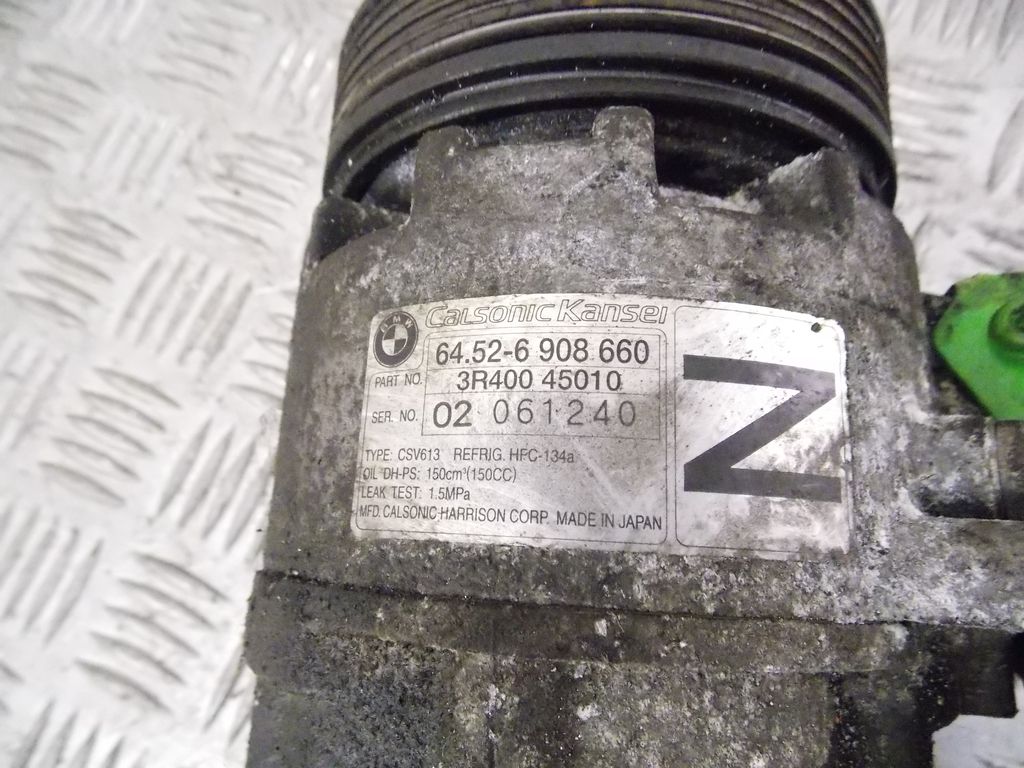 BMW
CALSONIC KANSEI
64.52-6 908 660
PART NO. 3R400 45010
SER. NO. 02 061240
TYPE: CSV613 REFRIG. HFC-134a
OIL DH-PS: 150cm³(150CC)
LEAK TEST: 1.5MPa
MFD. CALSONIC-HARRISON CORP. MADE IN JAPAN
Z